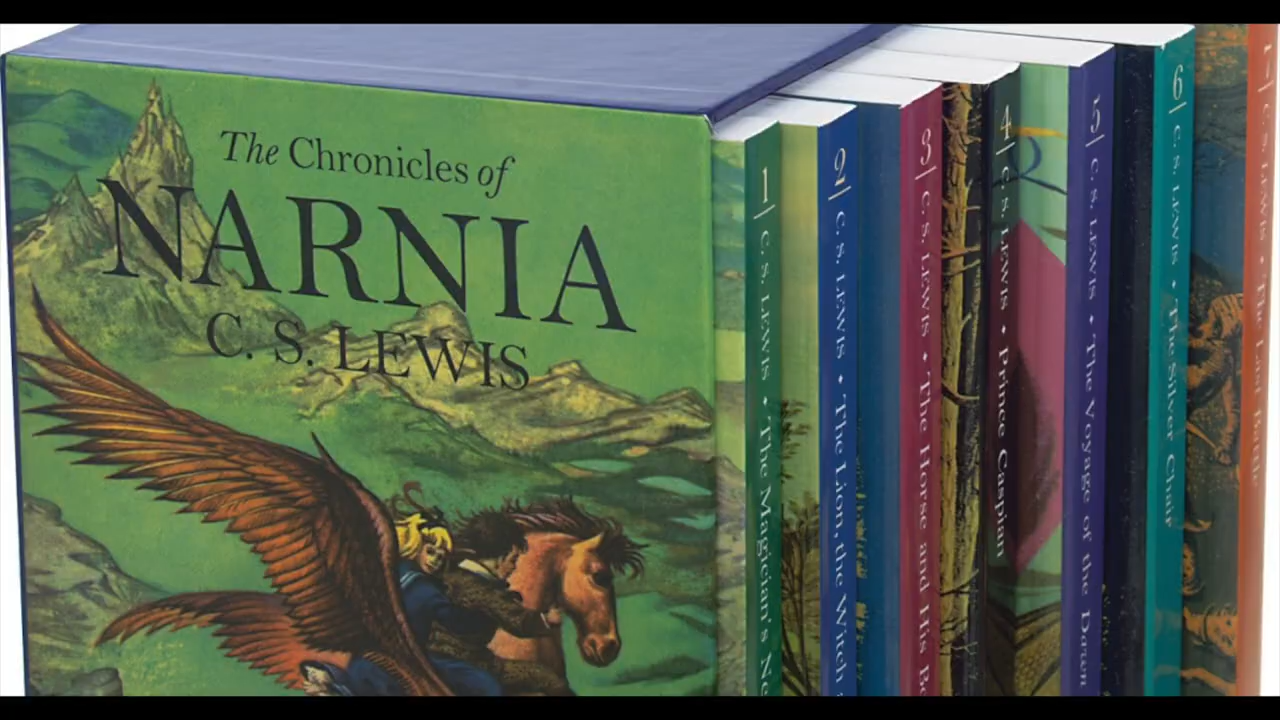 The Chronicles of
NARNIA
C. S. LEWIS
1 | C. S. LEWIS • The Magician's Ne
2 | C. S. LEWIS • The Lion, the Witch
3 | C. S. LEWIS • The Horse and His Bo
4 | C. S. LEWIS • Prince Caspian
5 | C. S. LEWIS • The Voyage of the Dawn
6 | C. S. LEWIS • The Silver Chair
C. S. LEWIS • The Last Battle